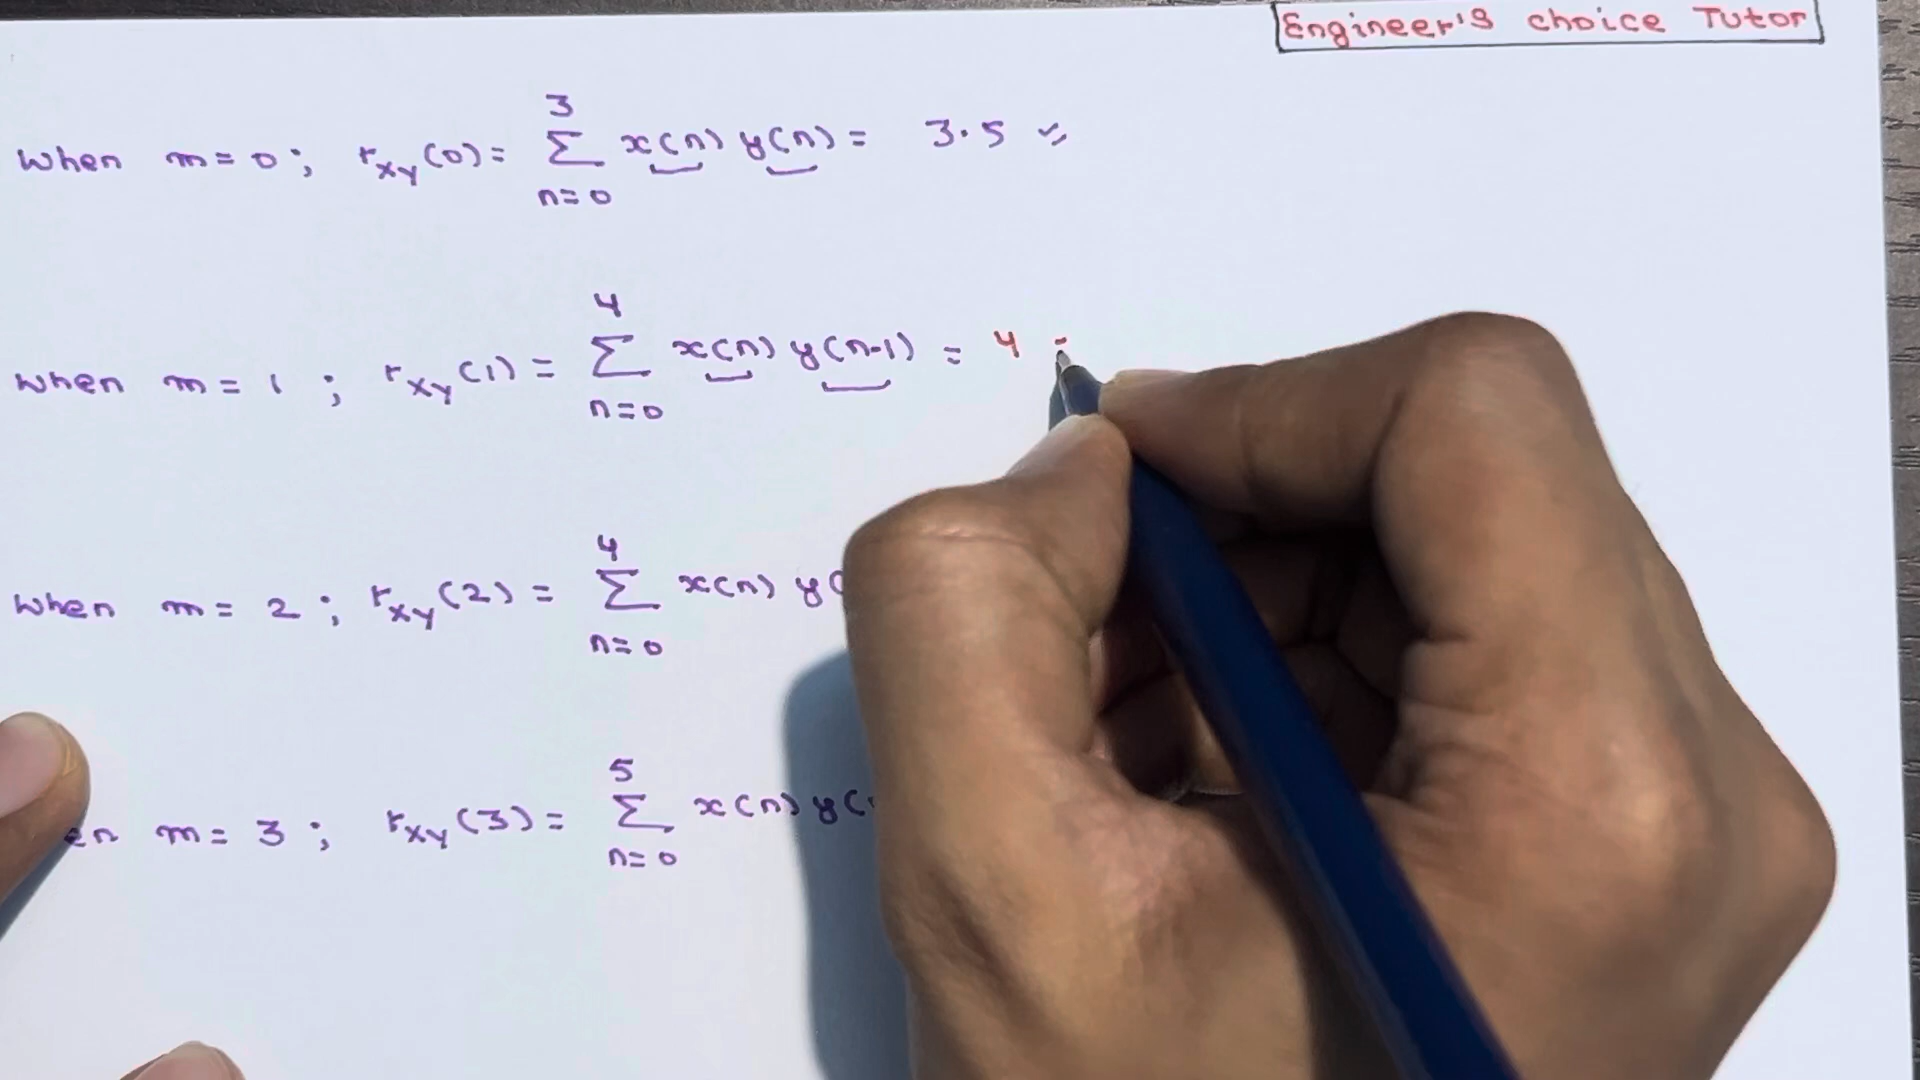 Engineer's choice Tutor
When m = 0 ; rxy(0) = 3 Σ n=0 x(n) y(n) = 3.5
When m = 1 ; rxy(1) = 4 Σ n=0 x(n) y(n-1) = 4
When m = 2 ; rxy(2) = 4 Σ n=0 x(n) y(
m = 3 ; rxy(3) = 5 Σ n=0 x(n) y(